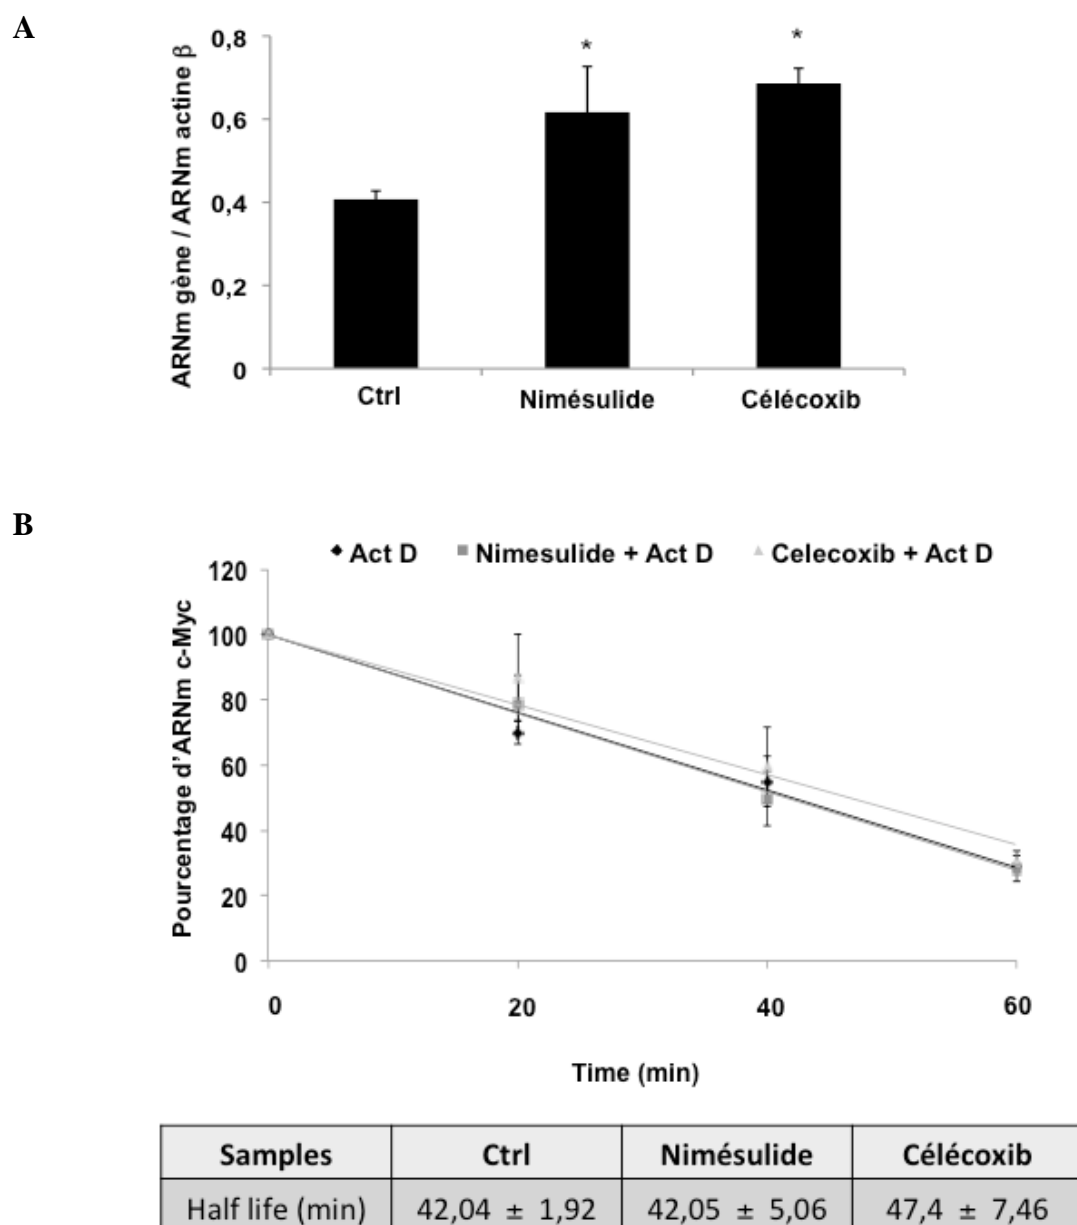 A
ARNm gène / ARNm actine β
0,8
0,6
0,4
0,2
0
*
*
Ctrl
Nimésulide
Célécoxib
B
Act D
Nimesulide + Act D
Celecoxib + Act D
Pourcentage d'ARNm c-Myc
120
100
80
60
40
20
0
0
20
40
60
Time (min)
Samples Ctrl Nimésulide Célécoxib
Half life (min) 42,04 ± 1,92 42,05 ± 5,06 47,4 ± 7,46